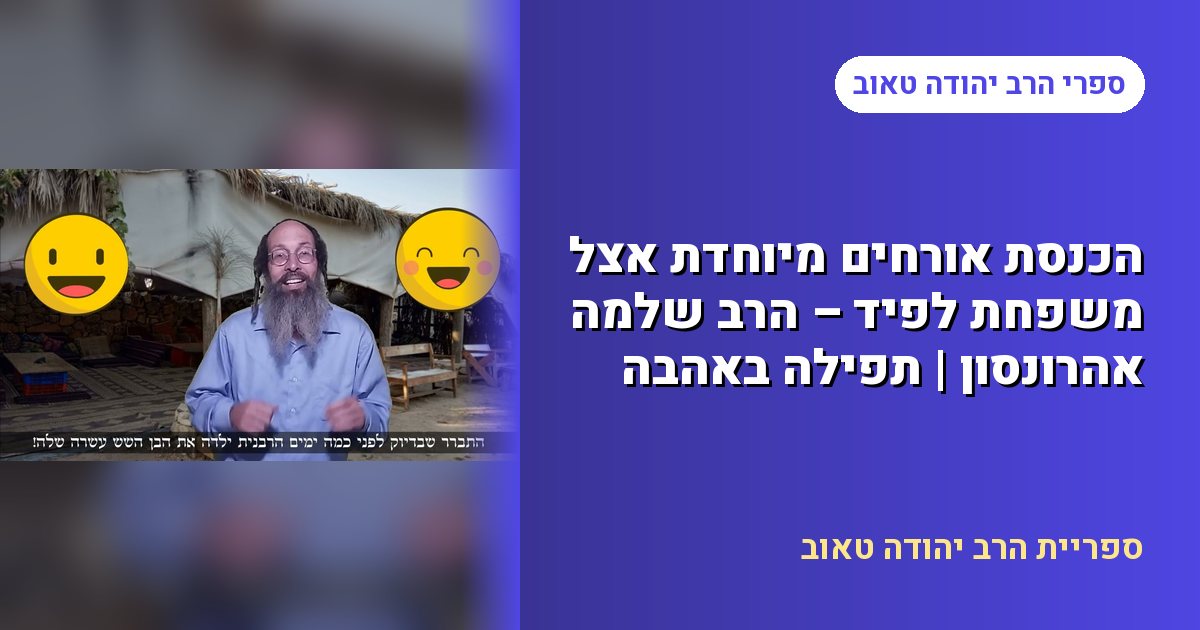 ספרי הרב יהודה טאוב
הכנסת אורחים מיוחדת אצל
משפחת לפיד – הרב שלמה
אהרונסון | תפילה באהבה
התברר שבדיוק לפני כמה ימים הרבנית ילדה את הבן השש עשרה שלה!
ספריית הרב יהודה טאוב